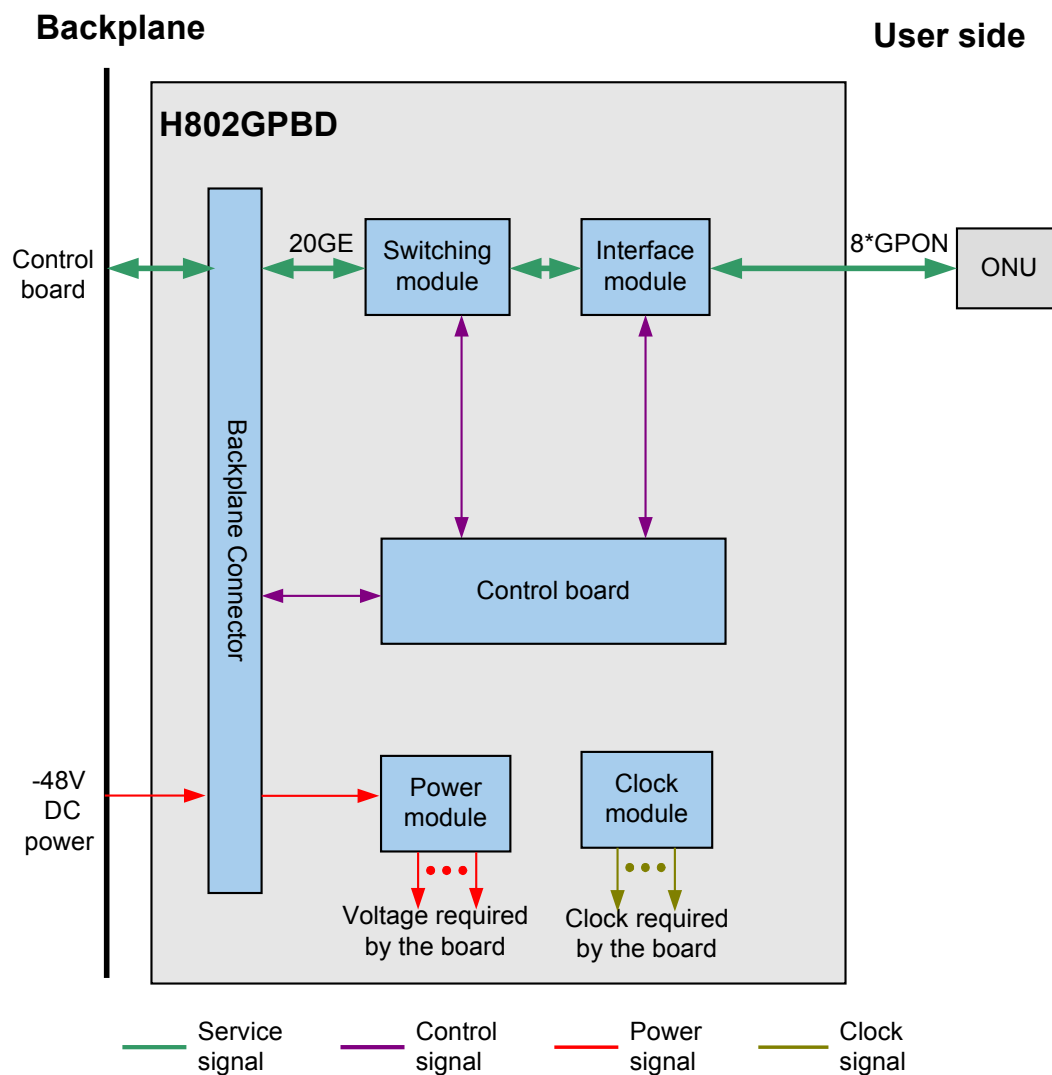 Backplane
User side
H802GPBD
Control
board
20GE
Switching
module
Interface
module
8*GPON
ONU
Backplane Connector
Control board
-48V
DC
power
Power
module
Clock
module
Voltage required
by the board
Clock required
by the board
Service
signal
Control
signal
Power
signal
Clock
signal